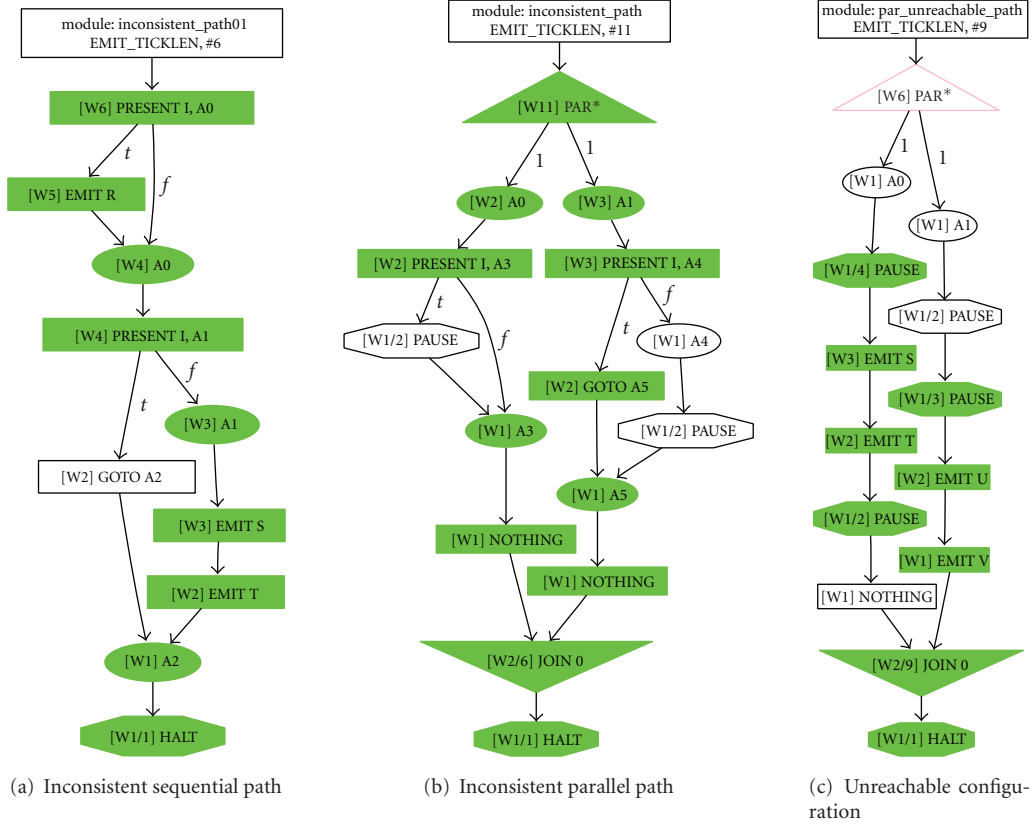 module: inconsistent_path01
EMIT_TICKLEN, #6
[W6] PRESENT I, A0
t
f
[W5] EMIT R
[W4] A0
[W4] PRESENT I, A1
f
t
[W3] A1
[W2] GOTO A2
[W3] EMIT S
[W2] EMIT T
[W1] A2
[W1/1] HALT
(a) Inconsistent sequential path
module: inconsistent_path
EMIT_TICKLEN, #11
[W11] PAR*
1
1
[W2] A0
[W3] A1
[W2] PRESENT I, A3
[W3] PRESENT I, A4
t
f
t
f
[W1/2] PAUSE
[W1] A4
[W2] GOTO A5
[W1] A3
[W1/2] PAUSE
[W1] A5
[W1] NOTHING
[W1] NOTHING
[W2/6] JOIN 0
[W1/1] HALT
(b) Inconsistent parallel path
module: par_unreachable_path
EMIT_TICKLEN, #9
[W6] PAR*
1
1
[W1] A0
[W1] A1
[W1/4] PAUSE
[W1/2] PAUSE
[W3] EMIT S
[W1/3] PAUSE
[W2] EMIT T
[W2] EMIT U
[W1/2] PAUSE
[W1] EMIT V
[W1] NOTHING
[W2/9] JOIN 0
[W1/1] HALT
(c) Unreachable configu-
ration